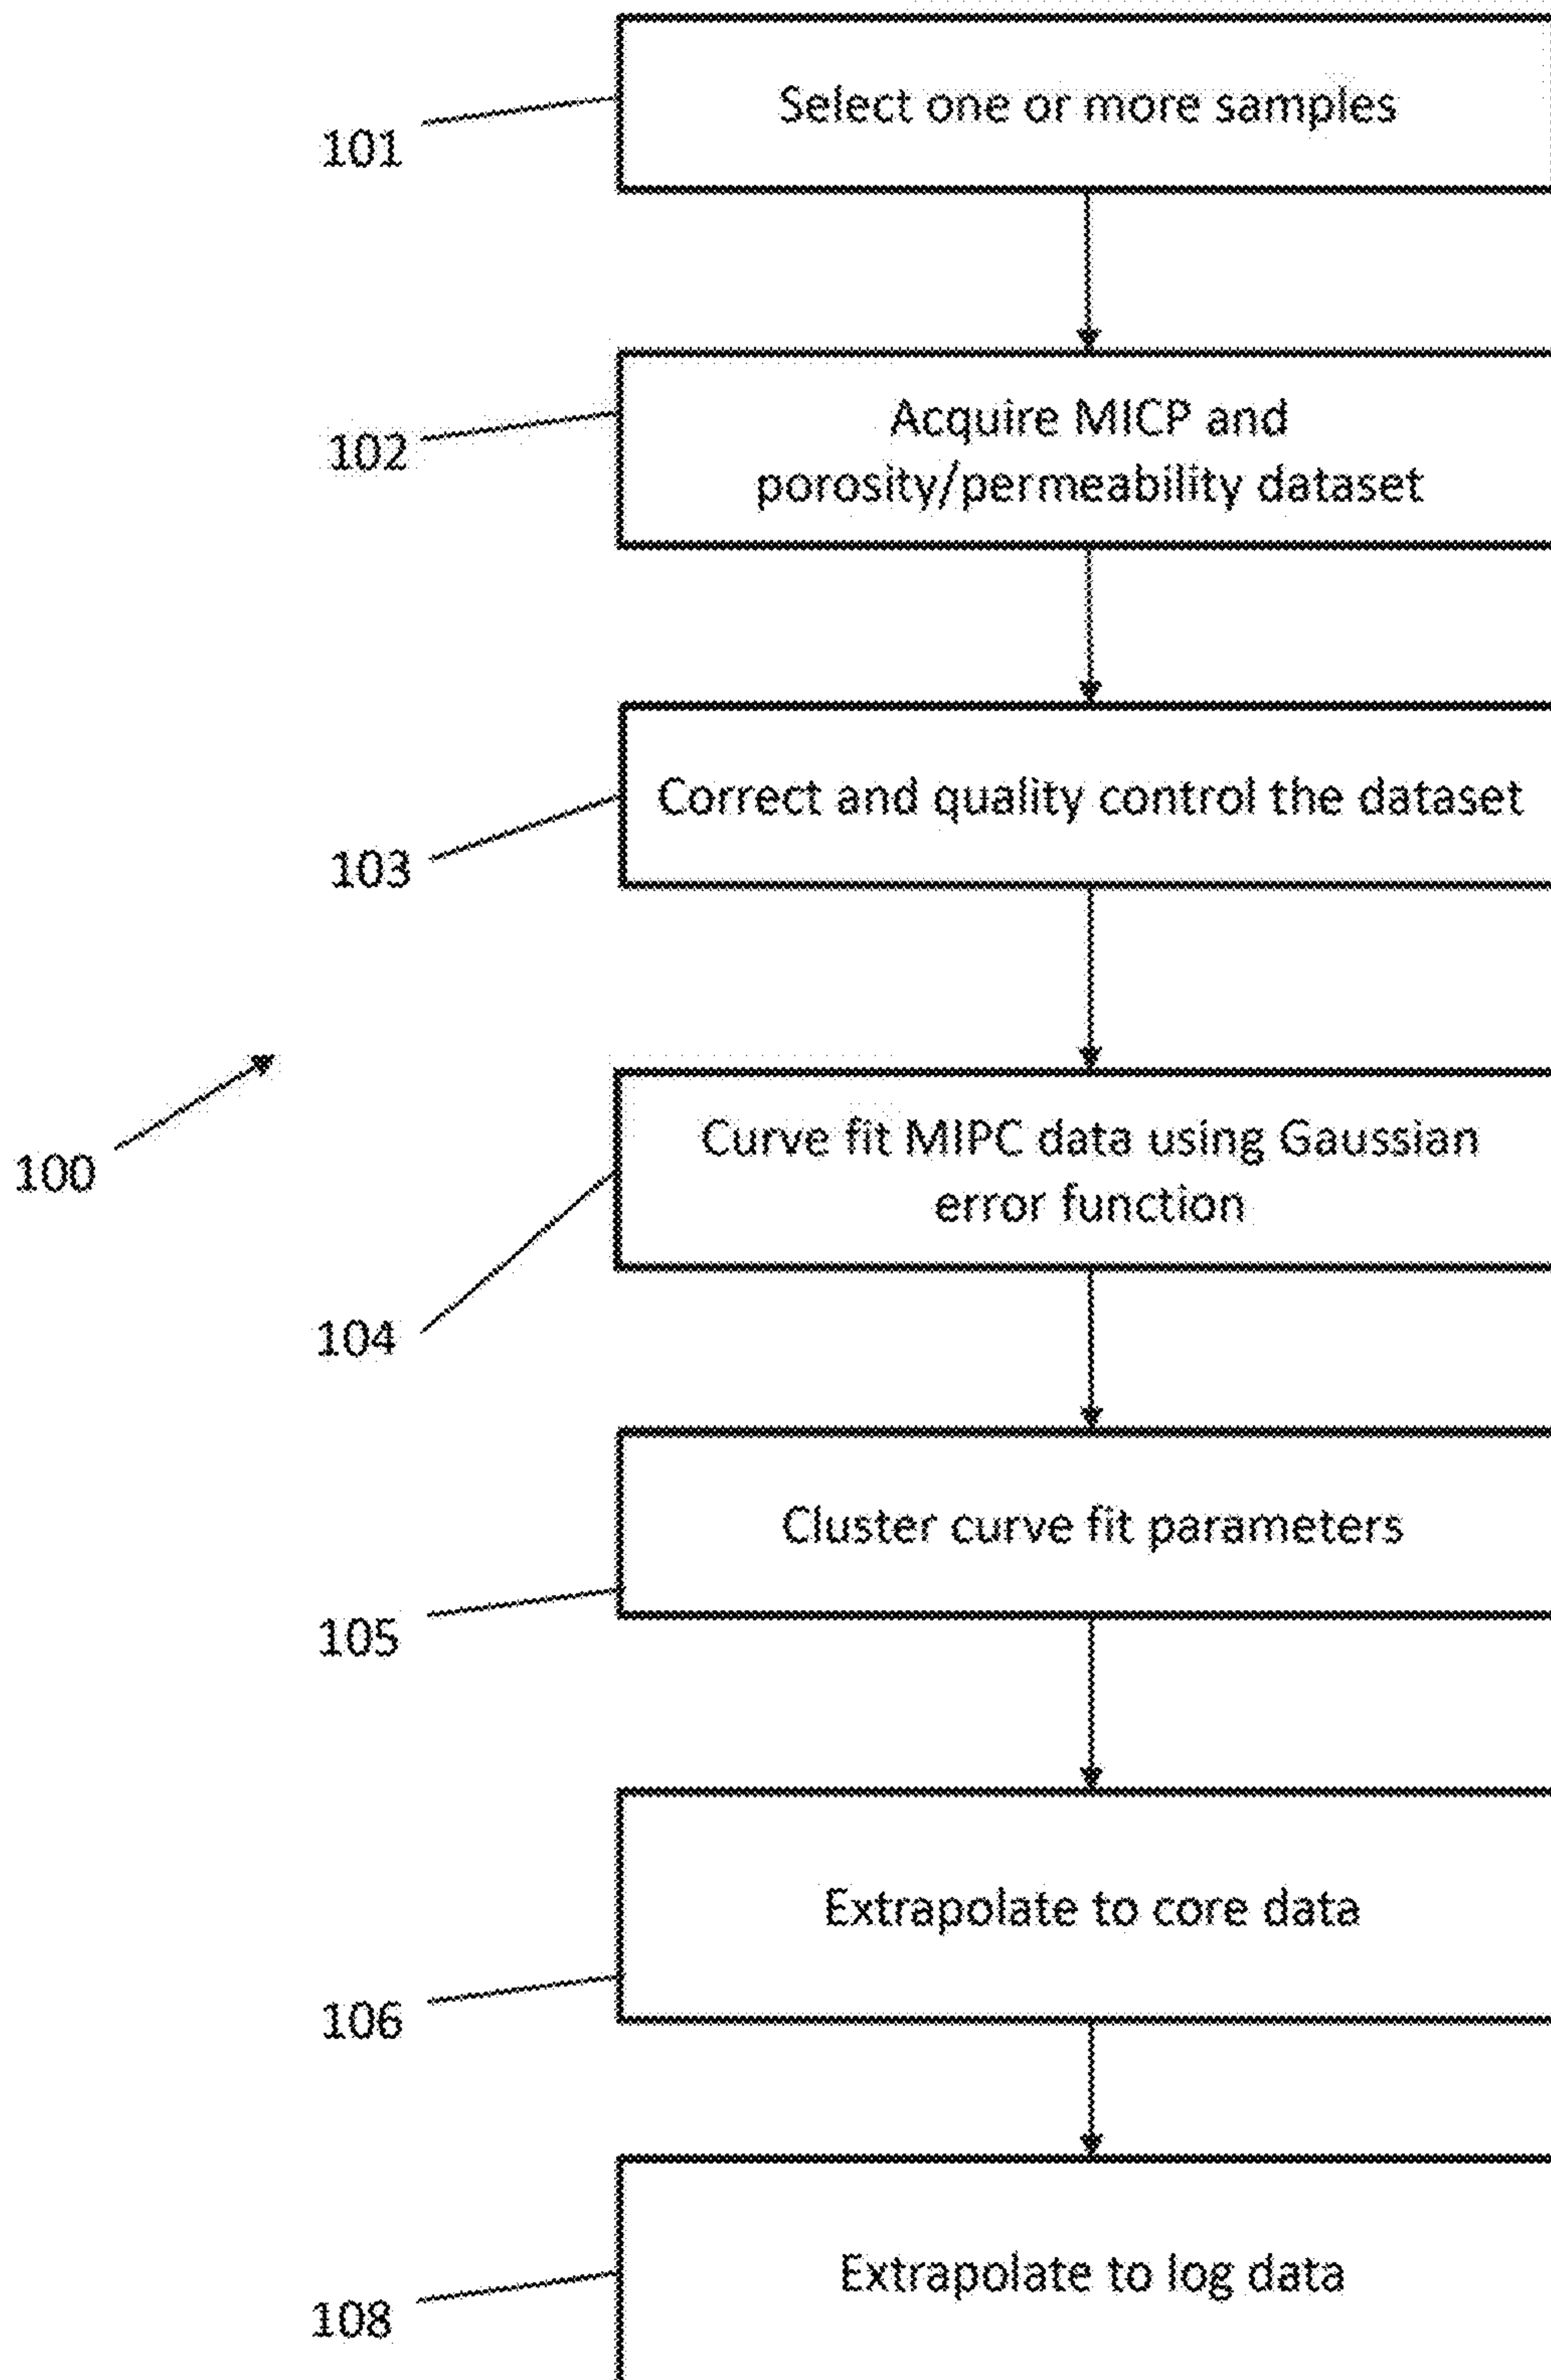 Select one or more samples
101
Acquire MICP and
porosity/permeability dataset
102
Correct and quality control the dataset
103
100
Curve fit MIPC data using Gaussian
error function
104
Cluster curve fit parameters
105
Extrapolate to core data
106
Extrapolate to log data
108